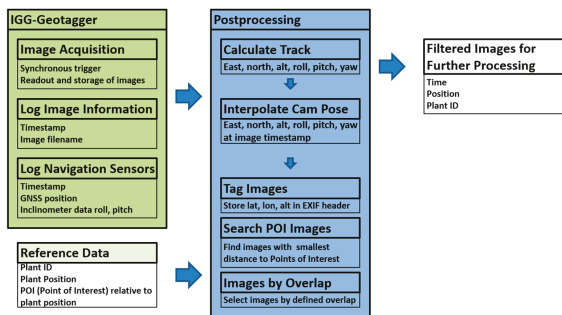 IGG-Geotagger
Image Acquisition
Synchronous trigger
Readout and storage of images
Log Image Information
Timestamp
Image filename
Log Navigation Sensors
Timestamp
GNSS position
Inclinometer data roll, pitch
Reference Data
Plant ID
Plant Position
POI (Point of Interest) relative to
plant position
Postprocessing
Calculate Track
East, north, alt, roll, pitch, yaw
Interpolate Cam Pose
East, north, alt, roll, pitch, yaw
at image timestamp
Tag Images
Store lat, lon, alt in EXIF header
Search POI Images
Find images with smallest
distance to Points of Interest
Images by Overlap
Select images by defined overlap
Filtered Images for
Further Processing
Time
Position
Plant ID